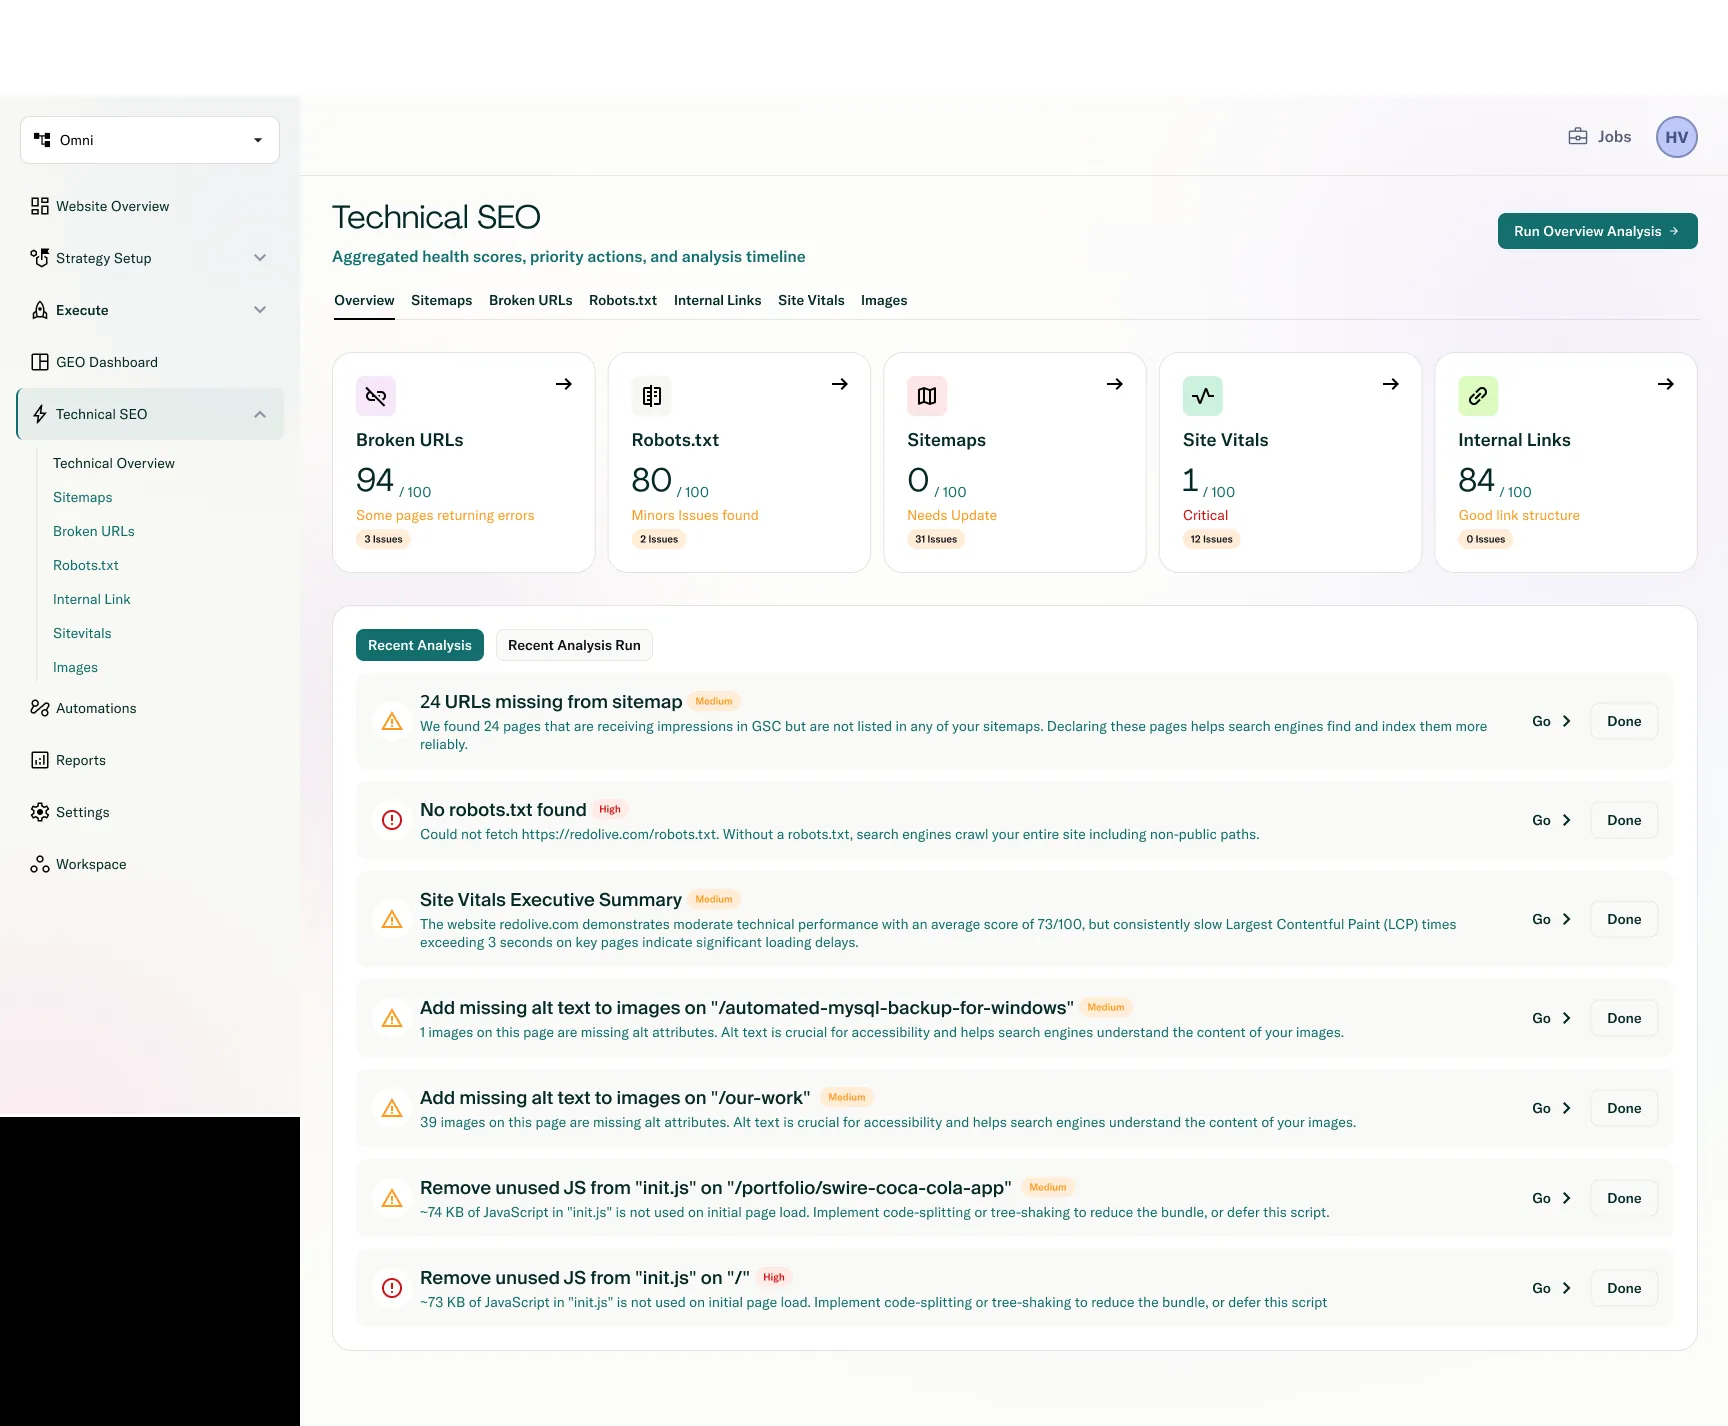 Omni
Jobs
HV
Website Overview
Strategy Setup
Execute
GEO Dashboard
Technical SEO
Technical Overview
Sitemaps
Broken URLs
Robots.txt
Internal Link
Sitevitals
Images
Automations
Reports
Settings
Workspace
Technical SEO
Aggregated health scores, priority actions, and analysis timeline
Run Overview Analysis →
Overview Sitemaps Broken URLs Robots.txt Internal Links Site Vitals Images
Broken URLs
94 / 100
Some pages returning errors
3 Issues
Robots.txt
80 / 100
Minors Issues found
2 Issues
Sitemaps
0 / 100
Needs Update
31 Issues
Site Vitals
1 / 100
Critical
12 Issues
Internal Links
84 / 100
Good link structure
0 Issues
Recent Analysis Recent Analysis Run
24 URLs missing from sitemap Medium
We found 24 pages that are receiving impressions in GSC but are not listed in any of your sitemaps. Declaring these pages helps search engines find and index them more
reliably.
Go Done
No robots.txt found High
Could not fetch https://redolive.com/robots.txt. Without a robots.txt, search engines crawl your entire site including non-public paths.
Go Done
Site Vitals Executive Summary Medium
The website redolive.com demonstrates moderate technical performance with an average score of 73/100, but consistently slow Largest Contentful Paint (LCP) times
exceeding 3 seconds on key pages indicate significant loading delays.
Go Done
Add missing alt text to images on "/automated-mysql-backup-for-windows" Medium
1 images on this page are missing alt attributes. Alt text is crucial for accessibility and helps search engines understand the content of your images.
Go Done
Add missing alt text to images on "/our-work" Medium
39 images on this page are missing alt attributes. Alt text is crucial for accessibility and helps search engines understand the content of your images.
Go Done
Remove unused JS from "init.js" on "/portfolio/swire-coca-cola-app" Medium
~74 KB of JavaScript in "init.js" is not used on initial page load. Implement code-splitting or tree-shaking to reduce the bundle, or defer this script.
Go Done
Remove unused JS from "init.js" on "/" High
~73 KB of JavaScript in "init.js" is not used on initial page load. Implement code-splitting or tree-shaking to reduce the bundle, or defer this script
Go Done